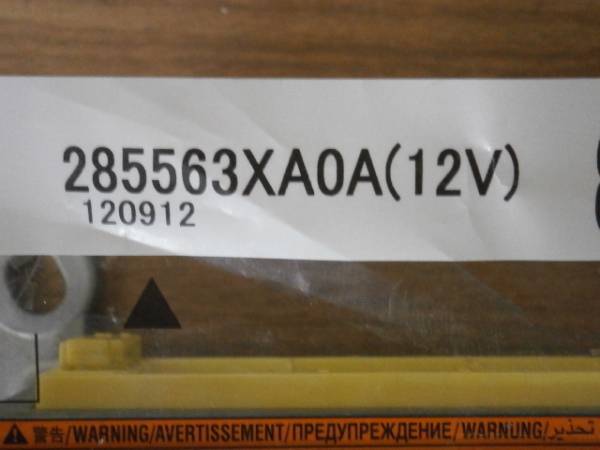 285563XA0A(12V)
120912
警告/WARNING/AVERTISSEMENT/ПРЕДУПРЕЖДЕНИЕ/WARNUNG/تحذير